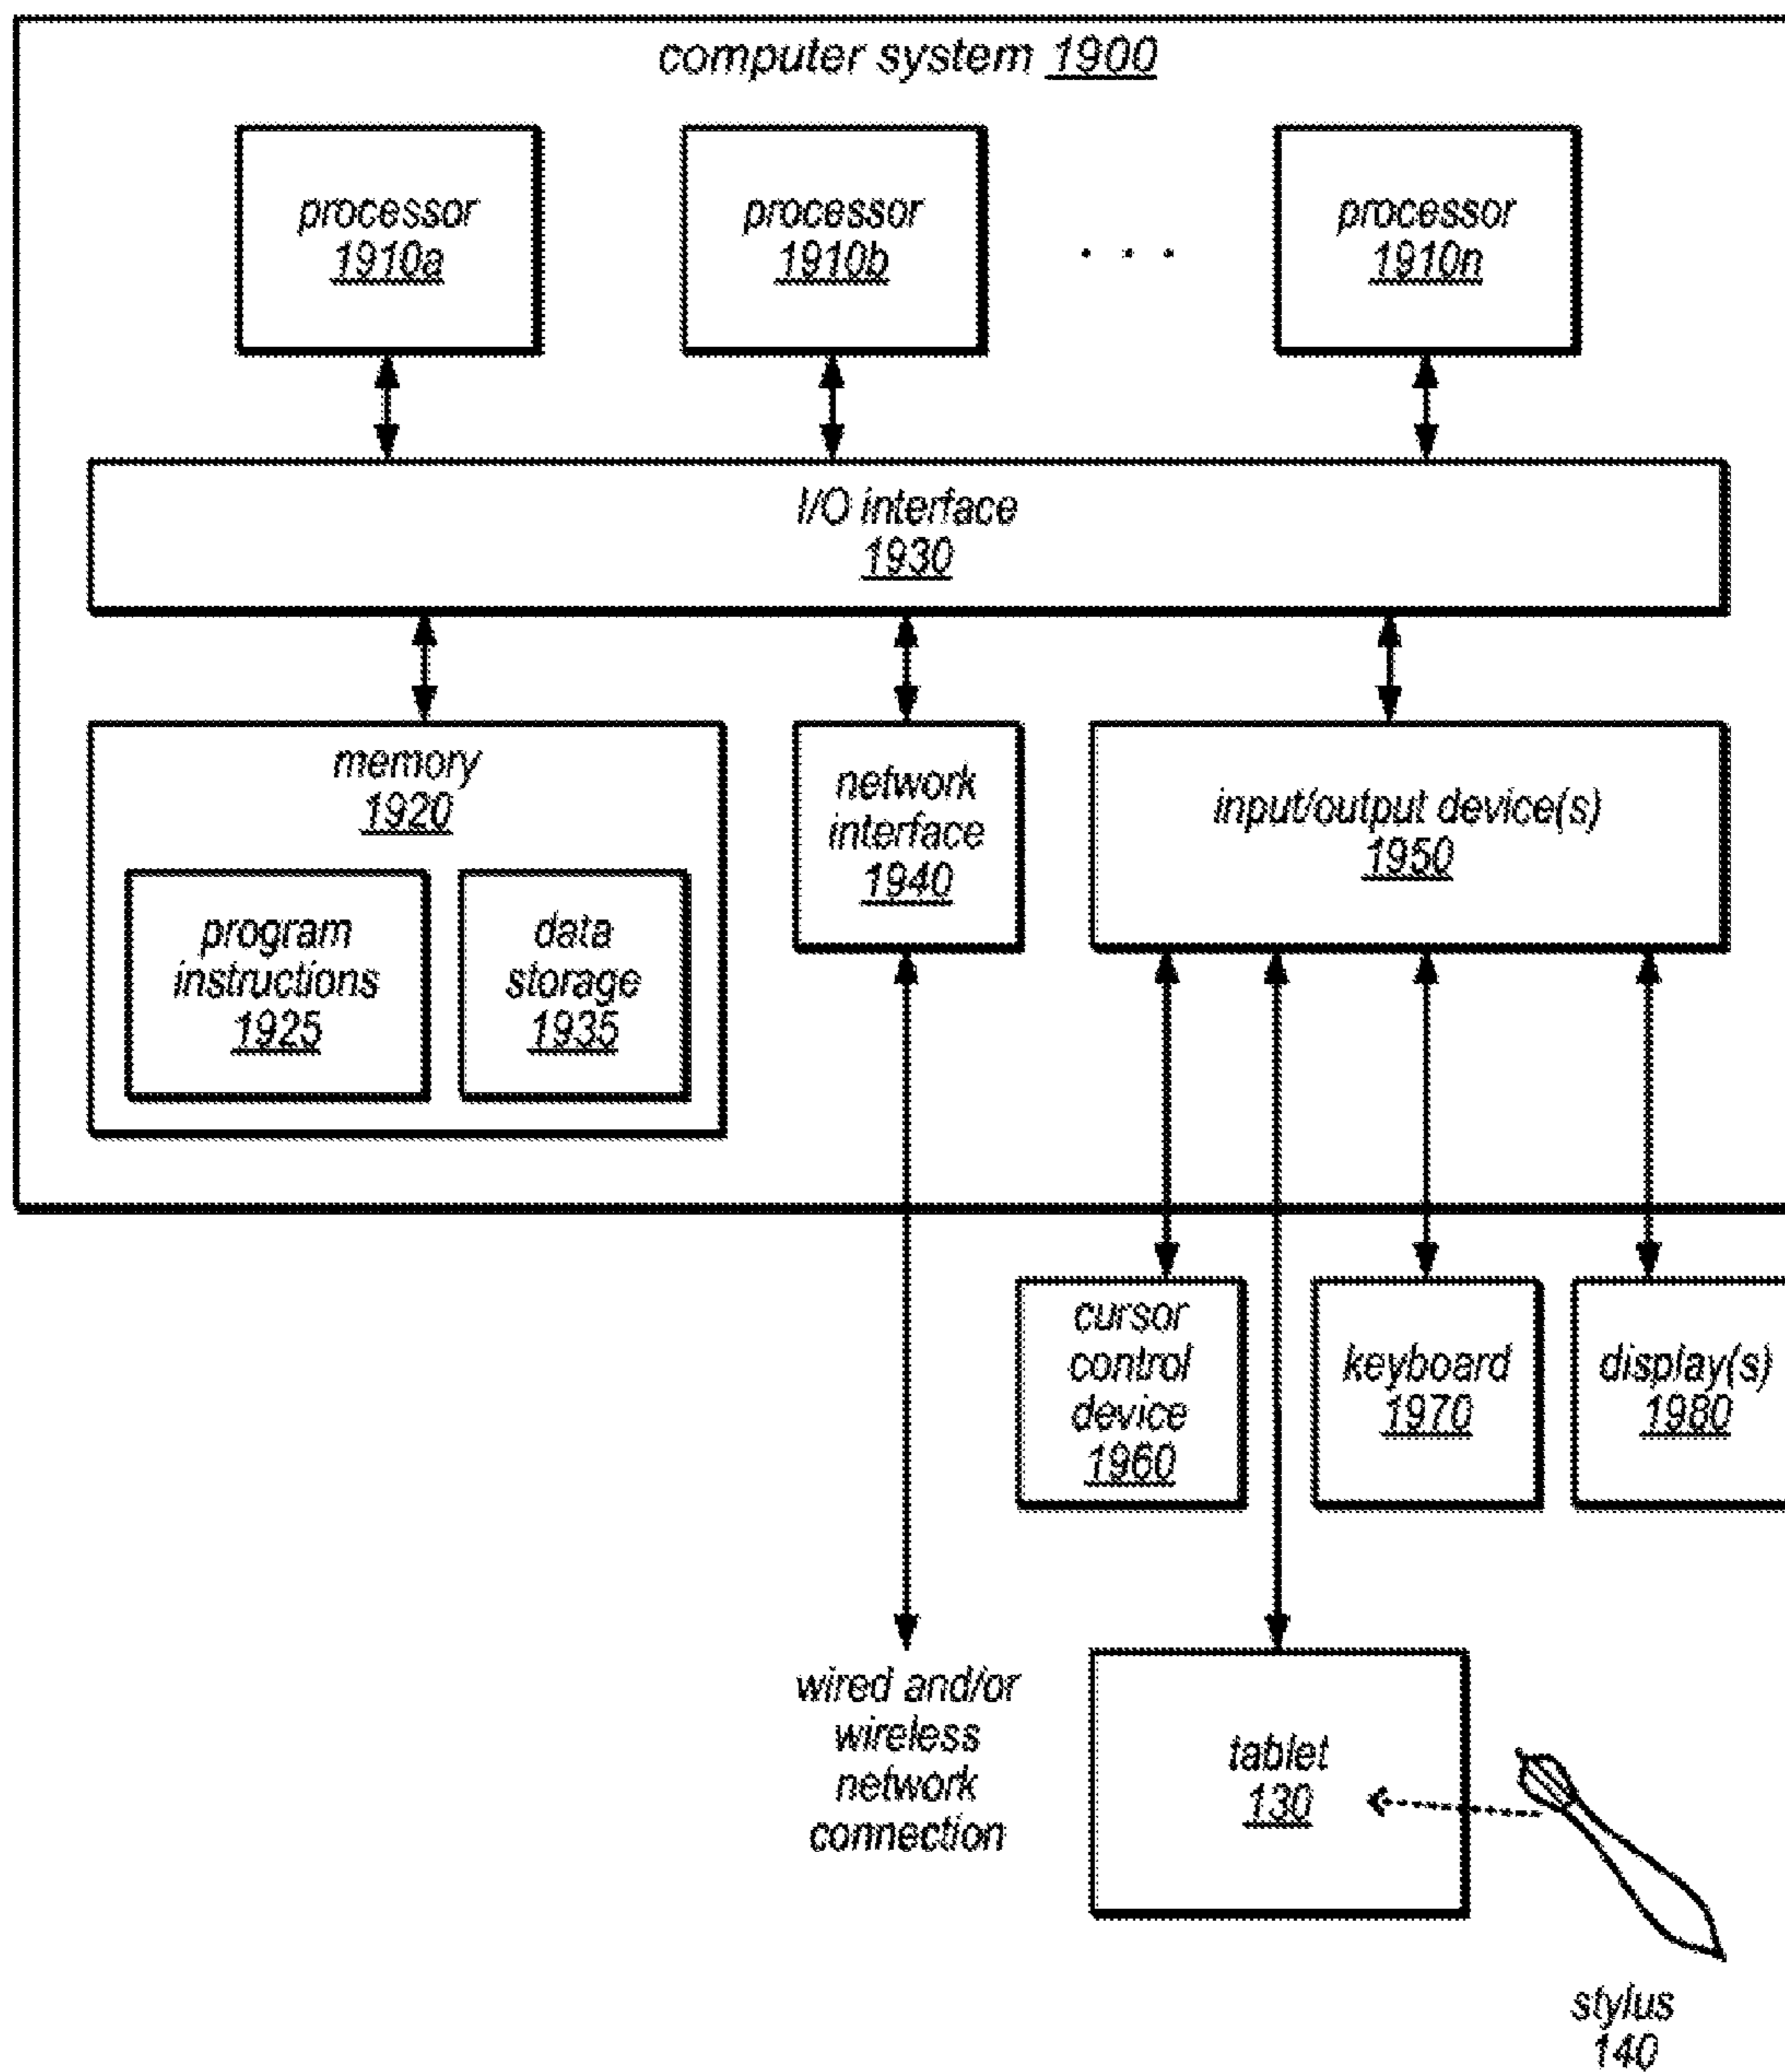 computer system 1900
processor
1910a
processor
1910b
. . .
processor
1910n
I/O interface
1930
memory
1920
program
instructions
1925
data
storage
1935
network
interface
1940
input/output device(s)
1950
cursor
control
device
1960
keyboard
1970
display(s)
1980
wired and/or
wireless
network
connection
tablet
130
stylus
140